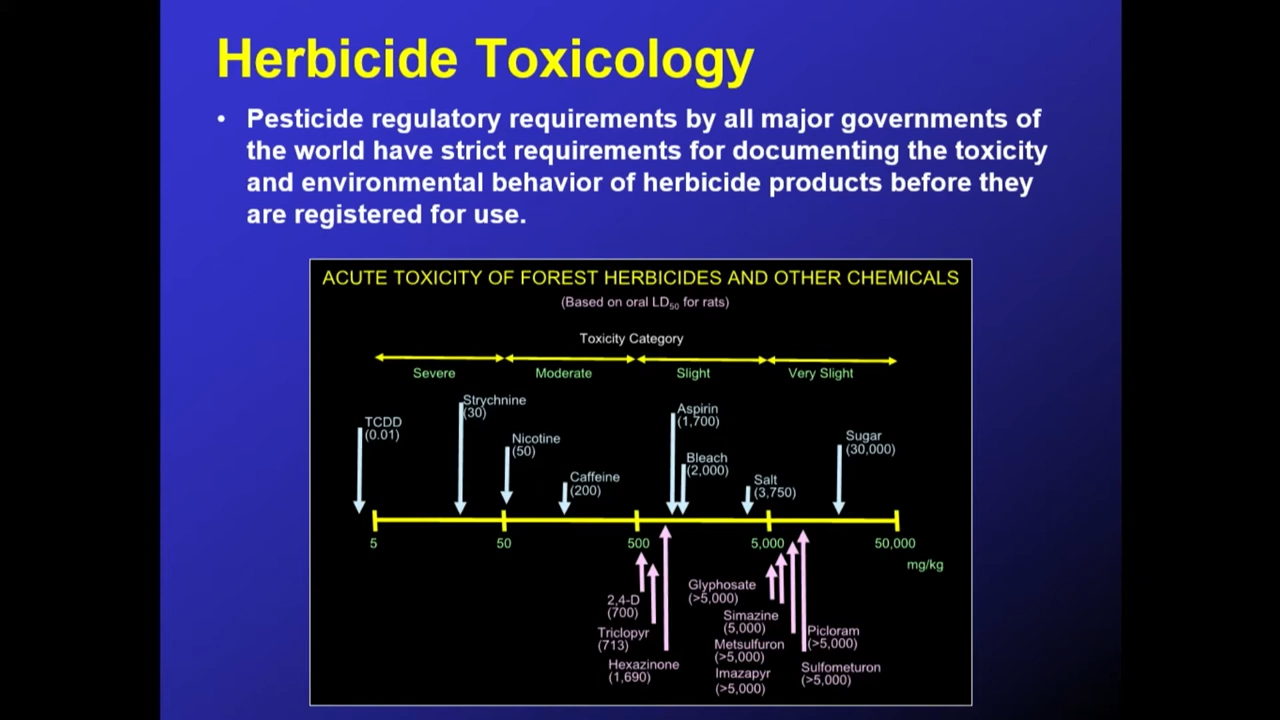 Herbicide Toxicology
• Pesticide regulatory requirements by all major governments of
the world have strict requirements for documenting the toxicity
and environmental behavior of herbicide products before they
are registered for use.
ACUTE TOXICITY OF FOREST HERBICIDES AND OTHER CHEMICALS
(Based on oral LD50 for rats)
Toxicity Category
Severe Moderate Slight Very Slight
TCDD
(0.01)
Strychnine
(30)
Nicotine
(50)
Caffeine
(200)
Aspirin
(1,700)
Bleach
(2,000)
Salt
(3,750)
Sugar
(30,000)
5 50 500 5,000 50,000
mg/kg
2,4-D
(700)
Triclopyr
(713)
Hexazinone
(1,690)
Glyphosate
(>5,000)
Simazine
(5,000)
Metsulfuron
(>5,000)
Imazapyr
(>5,000)
Picloram
(>5,000)
Sulfometuron
(>5,000)